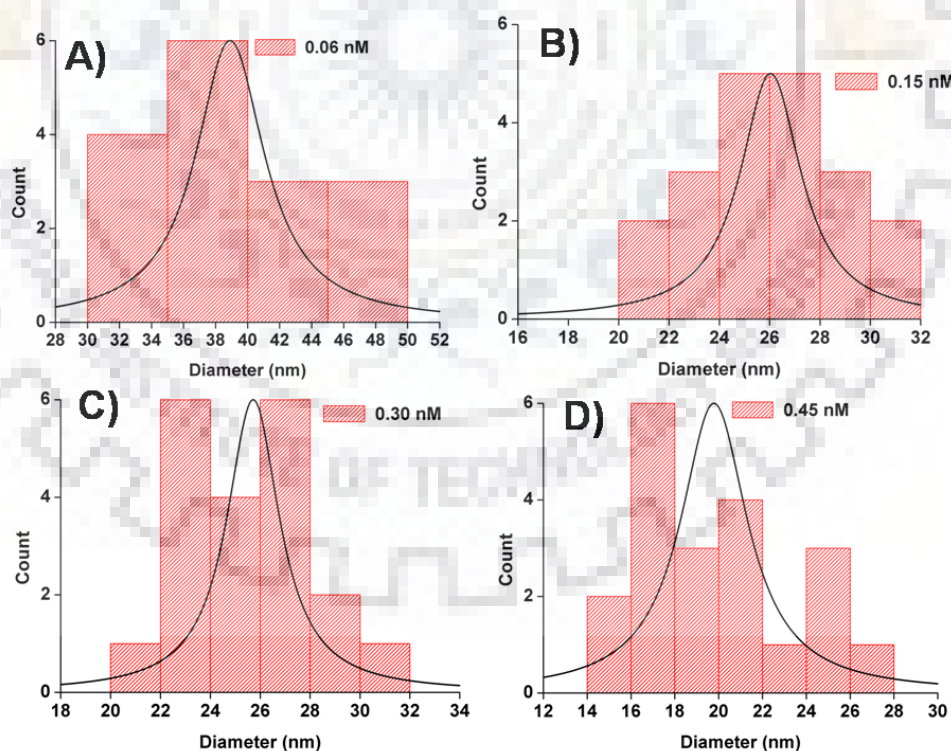 A)
0.06 nM
6
4
2
0
Count
28 30 32 34 36 38 40 42 44 46 48 50 52
Diameter (nm)
B)
0.15 nM
6
4
2
0
Count
16 16 20 22 24 26 28 30 32
Diameter (nm)
C)
0.30 nM
6
4
2
0
Count
18 20 22 24 26 28 30 32 34
Diameter (nm)
D)
0.45 nM
6
4
2
0
Count
12 14 16 18 20 22 24 26 28 30
Diameter (nm)
OF